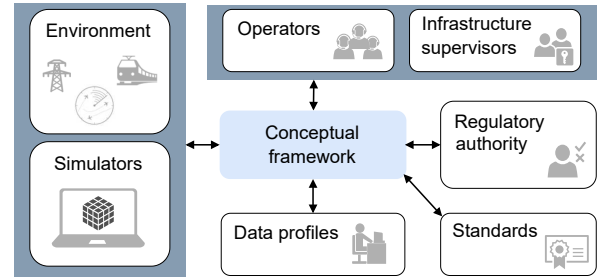 Environment
Simulators
Operators
Infrastructure
supervisors
Conceptual
framework
Regulatory
authority
Data profiles
Standards